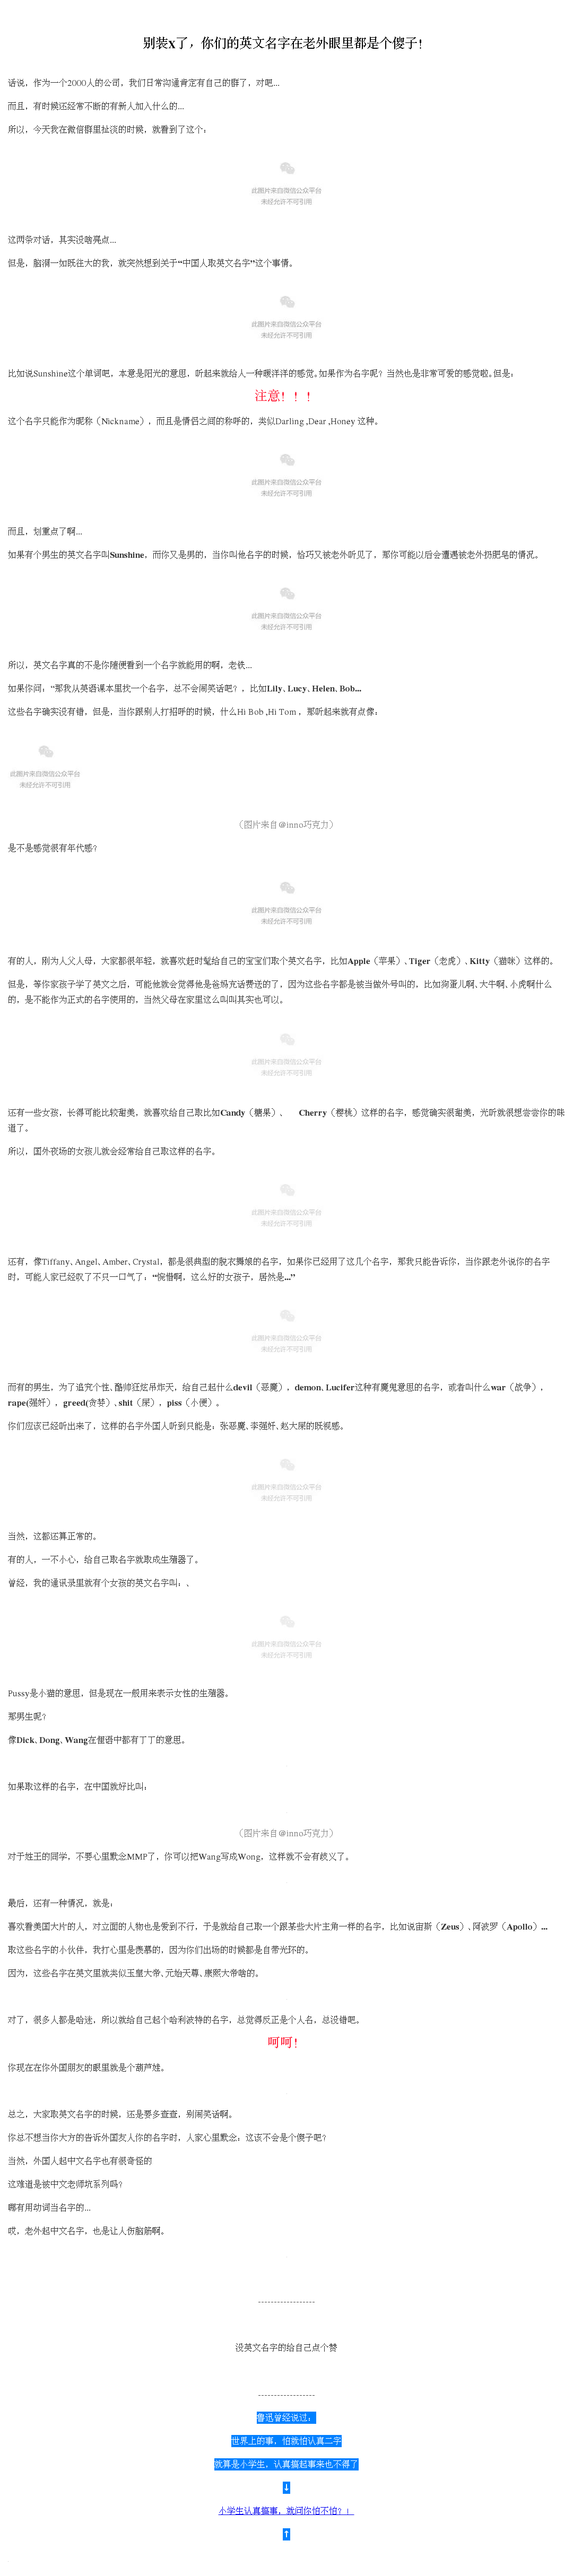 别装x了，你们的英文名字在老外眼里都是个傻子！
话说，作为一个2000人的公司，我们日常沟通肯定有自己的群了，对吧...
而且，有时候还经常不断的有新人加入什么的...
所以，今天我在微信群里扯淡的时候，就看到了这个：
此图片来自微信公众平台
未经允许不可引用
这两条对话，其实没啥亮点...
但是，脑洞一如既往大的我，就突然想到关于“中国人取英文名字”这个事情。
此图片来自微信公众平台
未经允许不可引用
比如说Sunshine这个单词吧，本意是阳光的意思，听起来就给人一种暖洋洋的感觉。如果作为名字呢？当然也是非常可爱的感觉啦。但是：
注意！！！
这个名字只能作为昵称（Nickname），而且是情侣之间的称呼的，类似Darling ,Dear ,Honey 这种。
此图片来自微信公众平台
未经允许不可引用
而且，划重点了啊...
如果有个男生的英文名字叫Sunshine，而你又是男的，当你叫他名字的时候，恰巧又被老外听见了，那你可能以后会遭遇被老外捞肥皂的情况。
此图片来自微信公众平台
未经允许不可引用
所以，英文名字真的不是你随便看到一个名字就能用的啊，老铁...
如果你问，“那我从英语课本里找一个名字，总不会闹笑话吧？，比如Lily、Lucy、Helen、Bob...
这些名字确实没有错，但是，当你跟别人打招呼的时候，什么Hi Bob ,Hi Tom ，那听起来就有点像：
此图片来自微信公众平台
未经允许不可引用
（图片来自@inno巧克力）
是不是感觉很有年代感？
此图片来自微信公众平台
未经允许不可引用
有的人，刚为人父人母，大家都很年轻，就喜欢赶时髦给自己的宝宝们取个英文名字，比如Apple（苹果）、Tiger（老虎）、Kitty（猫咪）这样的。
但是，等你家孩子学了英文之后，可能他就会觉得他是爸妈充话费送的了，因为这些名字都是被当做外号叫的，比如狗蛋儿啊、大牛啊、小虎啊什么
的，是不能作为正式的名字使用的，当然父母在家里这么叫叫其实也可以。
此图片来自微信公众平台
未经允许不可引用
还有一些女孩，长得可能比较甜美，就喜欢给自己取比如Candy（糖果）、 Cherry（樱桃）这样的名字，感觉确实很甜美，光听就很想尝尝你的味
道了。
所以，国外夜场的女孩儿就会经常给自己取这样的名字。
此图片来自微信公众平台
未经允许不可引用
还有，像Tiffany、Angel、Amber、Crystal，都是很典型的脱衣舞娘的名字，如果你已经用了这几个名字，那我只能告诉你，当你跟老外说你的名字
时，可能人家已经叹了不只一口气了：“惋惜啊，这么好的女孩子，居然是...”
此图片来自微信公众平台
未经允许不可引用
而有的男生，为了追究个性、酷帅狂炫吊炸天，给自己起什么devil（恶魔），demon、Lucifer这种有魔鬼意思的名字，或者叫什么war（战争），
rape(强奸），greed(贪婪）、shit（屎），piss（小便）。
你们应该已经听出来了，这样的名字外国人听到只能是：张恶魔、李强奸、赵大屎的既视感。
此图片来自微信公众平台
未经允许不可引用
当然，这都还算正常的。
有的人，一不小心，给自己取名字就取成生殖器了。
曾经，我的通讯录里就有个女孩的英文名字叫：、
此图片来自微信公众平台
未经允许不可引用
Pussy是小猫的意思，但是现在一般用来表示女性的生殖器。
那男生呢？
像Dick、Dong、Wang在俚语中都有丁丁的意思。
如果取这样的名字，在中国就好比叫：
（图片来自@inno巧克力）
对于姓王的同学，不要心里默念MMP了，你可以把Wang写成Wong，这样就不会有歧义了。
最后，还有一种情况，就是：
喜欢看美国大片的人，对立面的人物也是爱到不行，于是就给自己取一个跟某些大片主角一样的名字，比如说宙斯（Zeus）、阿波罗（Apollo）...
取这些名字的小伙伴，我打心里是羡慕的，因为你们出场的时候都是自带光环的。
因为，这些名字在英文里就类似玉皇大帝、元始天尊、康熙大帝啥的。
对了，很多人都是哈迷，所以就给自己起个哈利波特的名字，总觉得反正是个人名，总没错吧。
呵呵！
你现在在你外国朋友的眼里就是个葫芦娃。
总之，大家取英文名字的时候，还是要多查查，别闹笑话啊。
你总不想当你大方的告诉外国友人你的名字时，人家心里默念：这该不会是个傻子吧？
当然，外国人起中文名字也有很奇怪的
这难道是被中文老师坑系列吗？
哪有用动词当名字的...
哎，老外起中文名字，也是让人伤脑筋啊。
------------------
没英文名字的给自己点个赞
------------------
鲁迅曾经说过：
世界上的事，怕就怕认真二字
就算是小学生，认真搞起事来也不得了
↓
小学生认真搞事，就问你怕不怕？！
↑